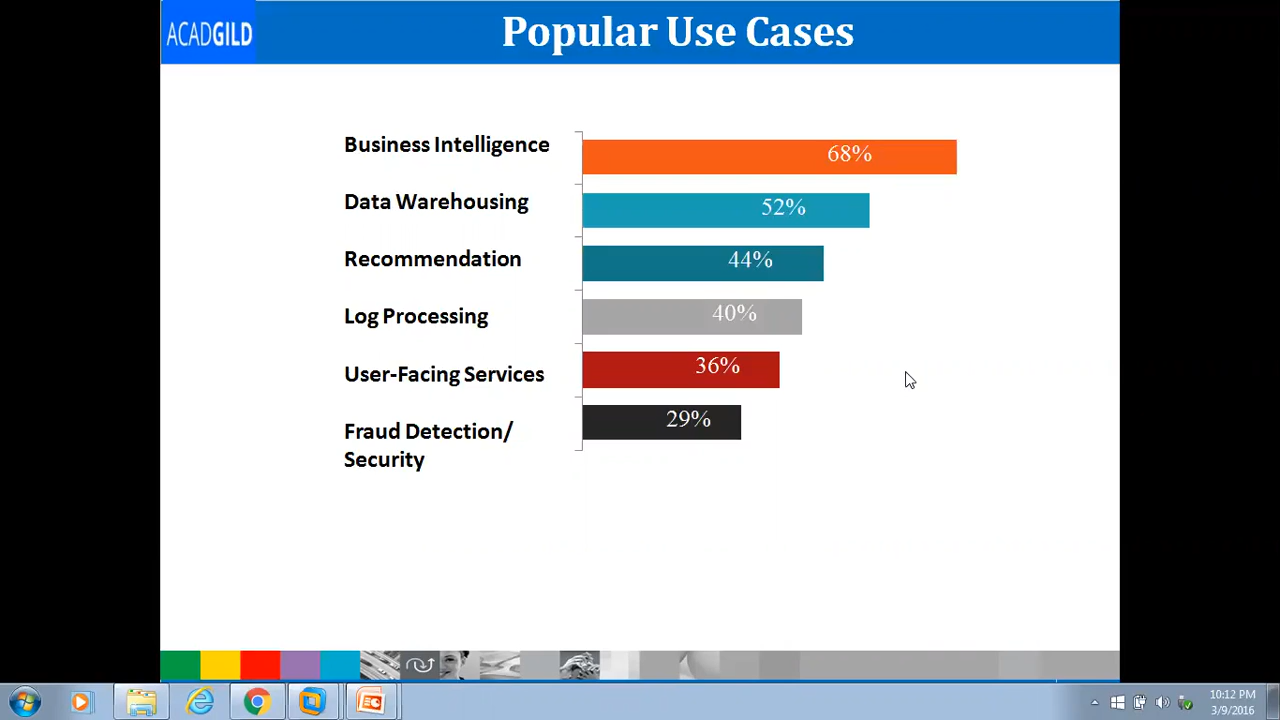 ACADGILD
Popular Use Cases
Business Intelligence
68%
Data Warehousing
52%
Recommendation
44%
Log Processing
40%
User-Facing Services
36%
Fraud Detection/
Security
29%
10:12 PM
3/9/2016